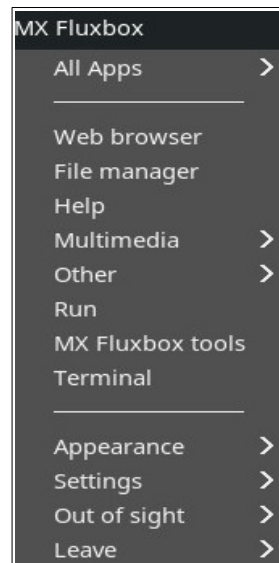 MX Fluxbox
All Apps
Web browser
File manager
Help
Multimedia
Other
Run
MX Fluxbox tools
Terminal
Appearance
Settings
Out of sight
Leave